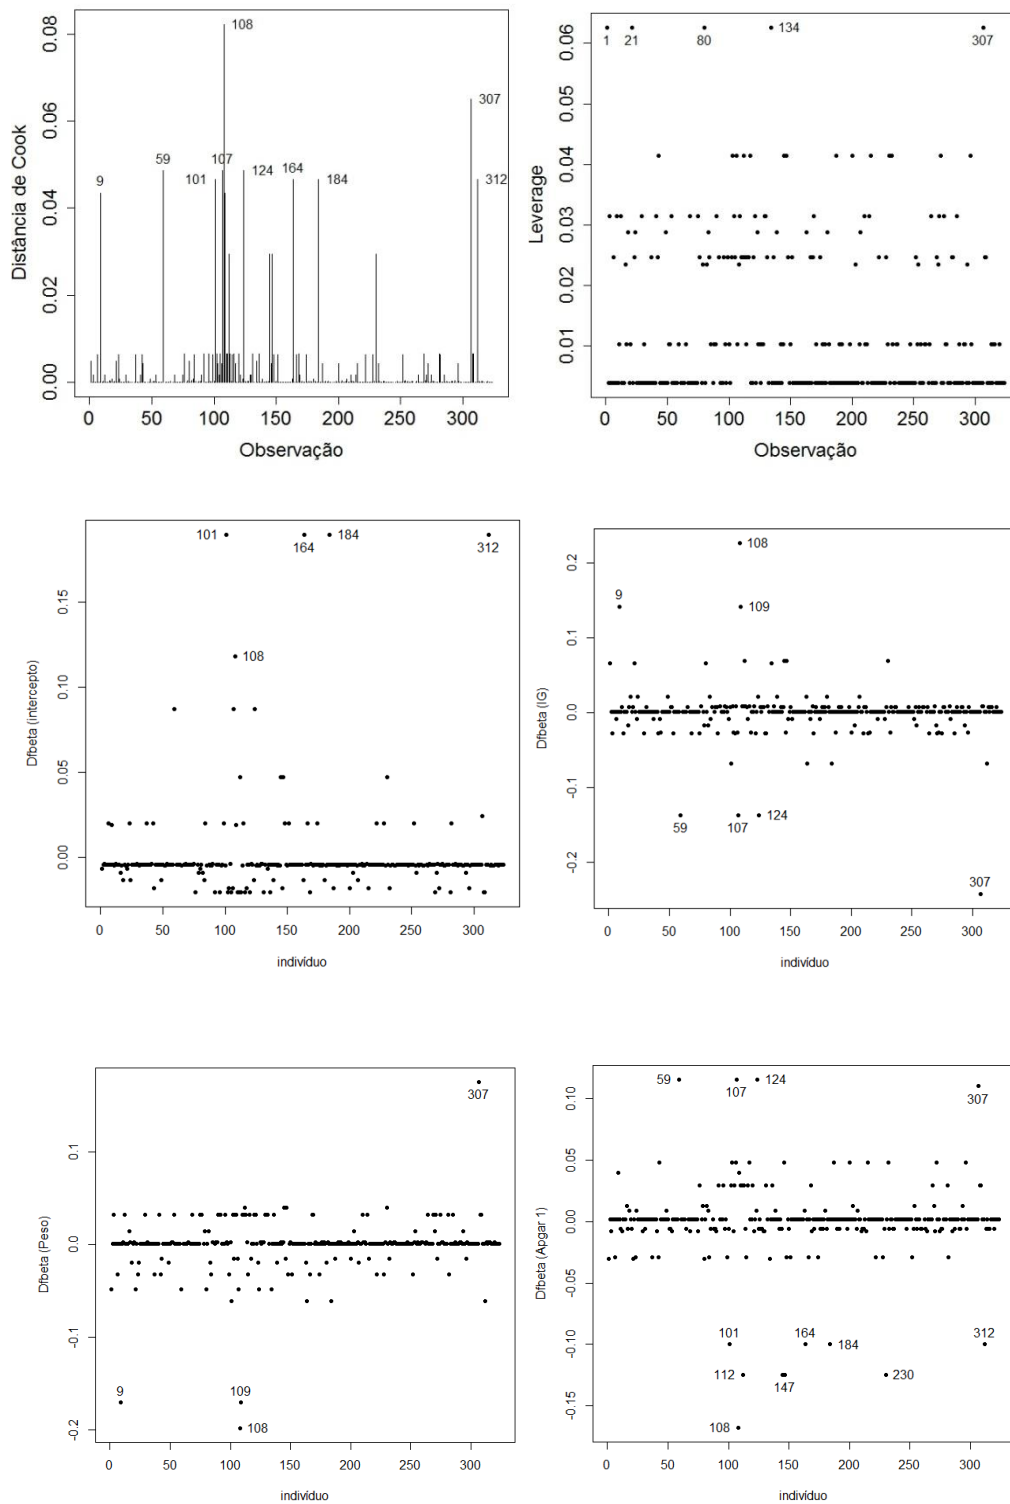 0.08
0.06
0.04
0.02
0.00
Distância de Cook
108
307
59
107
9
101
124
164
184
312
0 50 100 150 200 250 300
Observação
0.06
0.05
0.04
0.03
0.02
0.01
Leverage
1 21 80 134 307
0 50 100 150 200 250 300
Observação
0.15
0.10
0.05
0.00
Dfbeta (intercepto)
101 164 184 312
108
0 50 100 150 200 250 300
indivíduo
0.2
0.1
0.0
-0.1
-0.2
Dfbeta (IG)
108
9
109
59 107 124
307
0 50 100 150 200 250 300
indivíduo
0.1
0.0
-0.1
-0.2
Dfbeta (Peso)
307
9 109
108
0 50 100 150 200 250 300
indivíduo
0.10
0.05
0.00
-0.05
-0.10
-0.15
Dfbeta (Apgar 1)
59 107 124 307
101 164 184 312
112 147 230
108
0 50 100 150 200 250 300
indivíduo